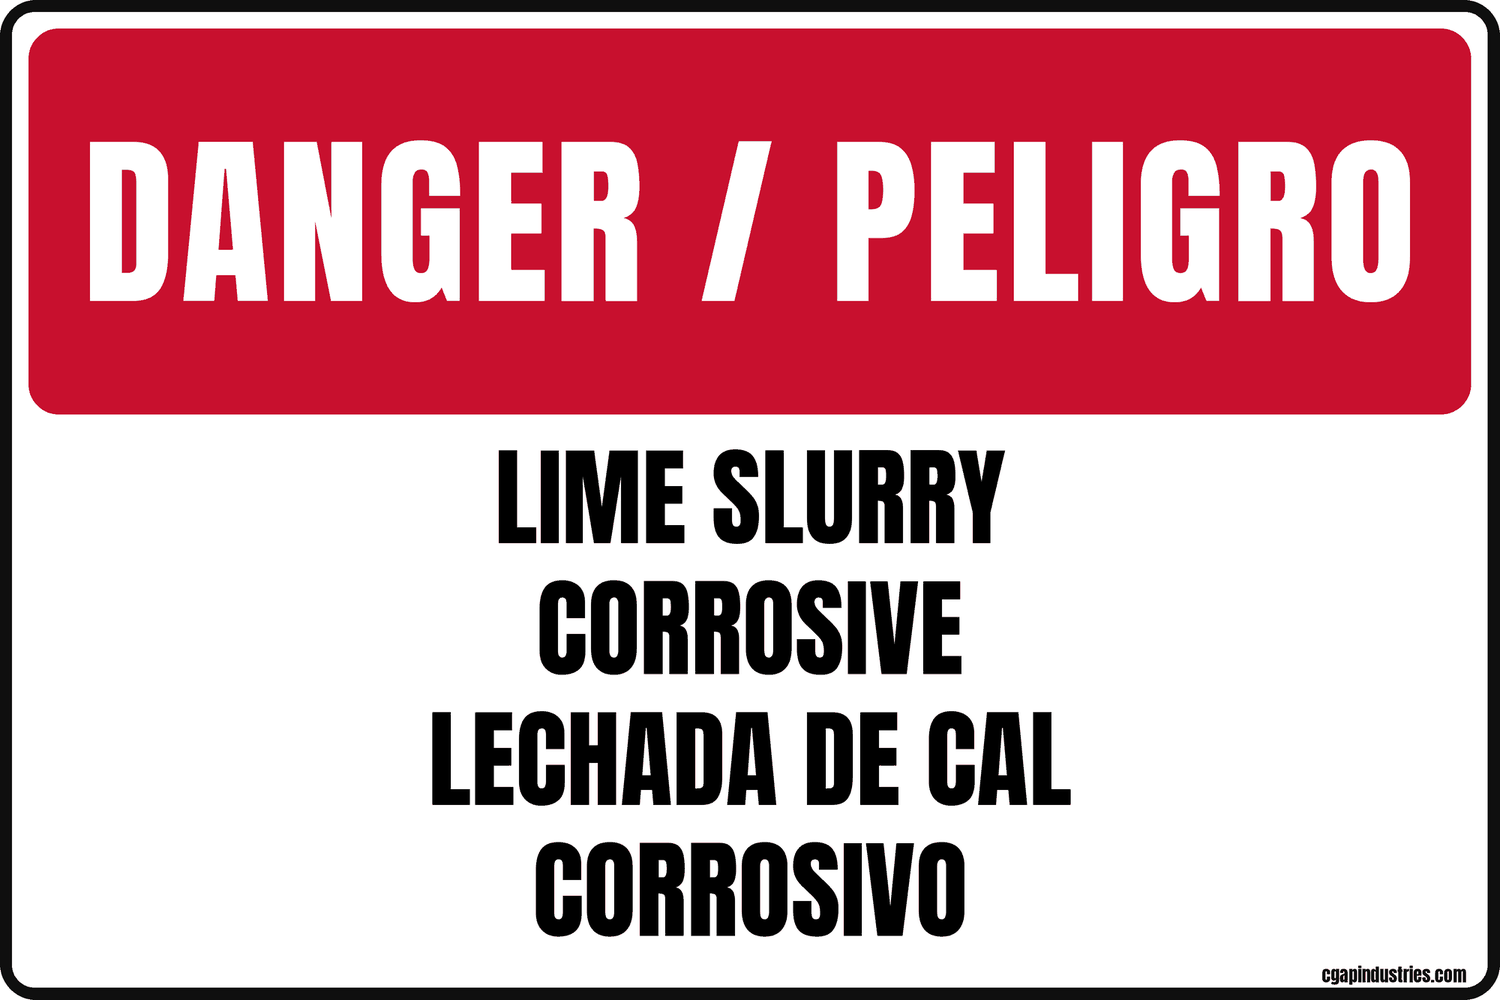 DANGER / PELIGRO
LIME SLURRY
CORROSIVE
LECHADA DE CAL
CORROSIVO
cgapindustries.com